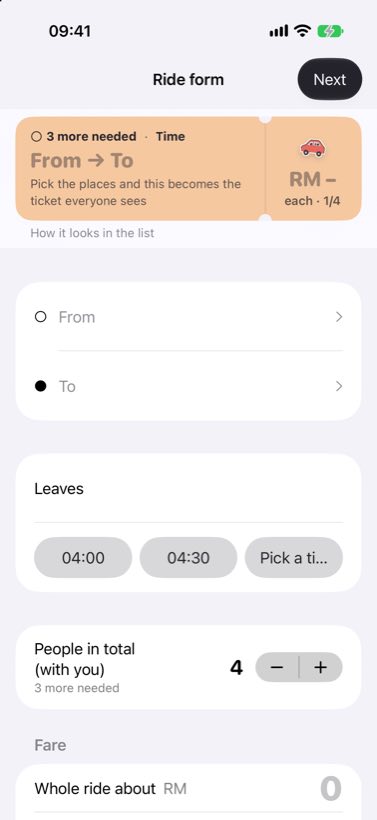 09:41
Ride form
Next
3 more needed · Time
From → To
Pick the places and this becomes the
ticket everyone sees
RM –
each · 1/4
How it looks in the list
From
To
Leaves
04:00
04:30
Pick a ti...
People in total
(with you)
3 more needed
4
− +
Fare
Whole ride about RM
0